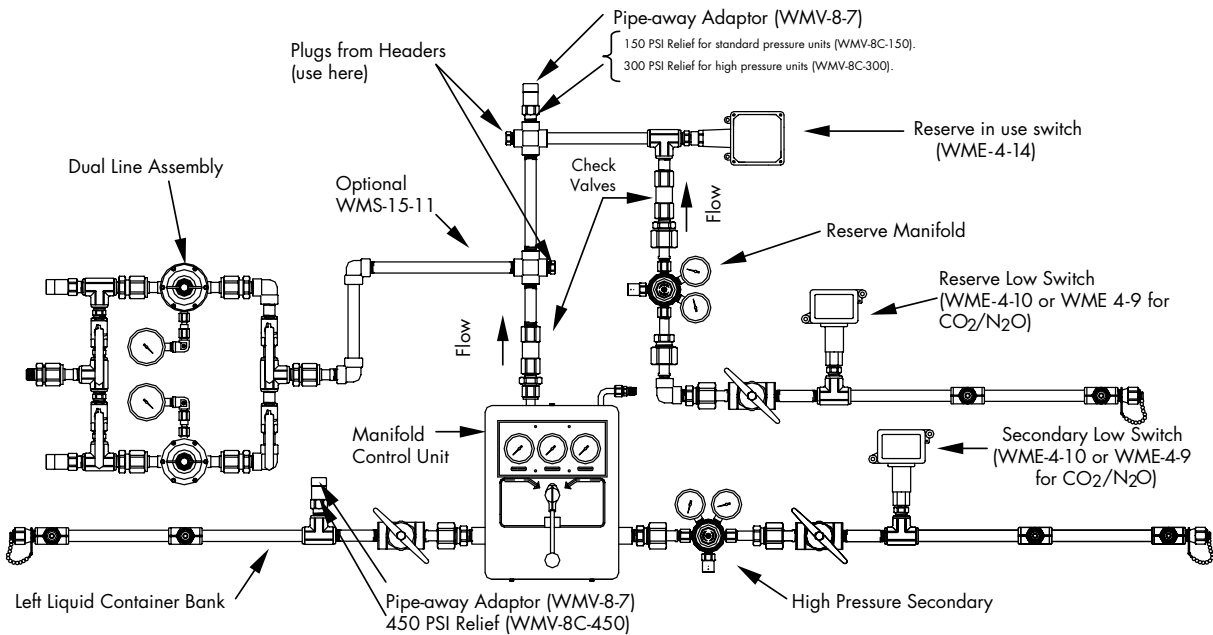 Pipe-away Adaptor (WMV-8-7)
150 PSI Relief for standard pressure units (WMV-8C-150).
300 PSI Relief for high pressure units (WMV-8C-300).
Plugs from Headers
(use here)
Reserve in use switch
(WME-4-14)
Dual Line Assembly
Optional
WMS-15-11
Check
Valves
Flow
Reserve Manifold
Reserve Low Switch
(WME-4-10 or WME 4-9 for
CO2/N2O)
Flow
Manifold
Control Unit
Secondary Low Switch
(WME-4-10 or WME-4-9
for CO2/N2O)
Left Liquid Container Bank
Pipe-away Adaptor (WMV-8-7)
450 PSI Relief (WMV-8C-450)
High Pressure Secondary